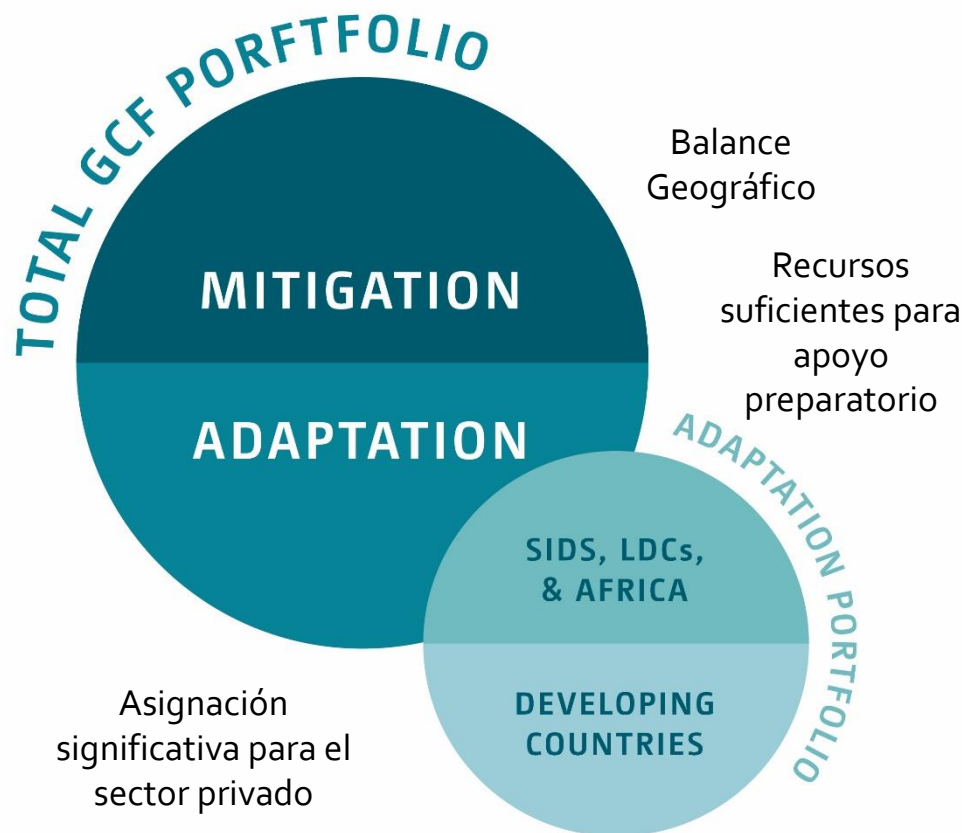 TOTAL GCF PORFTFOLIO
MITIGATION
ADAPTATION
Balance
Geográfico
Recursos
suficientes para
apoyo
preparatorio
ADAPTATION PORTFOLIO
SIDS, LDCs,
& AFRICA
DEVELOPING
COUNTRIES
Asignación
significativa para el
sector privado